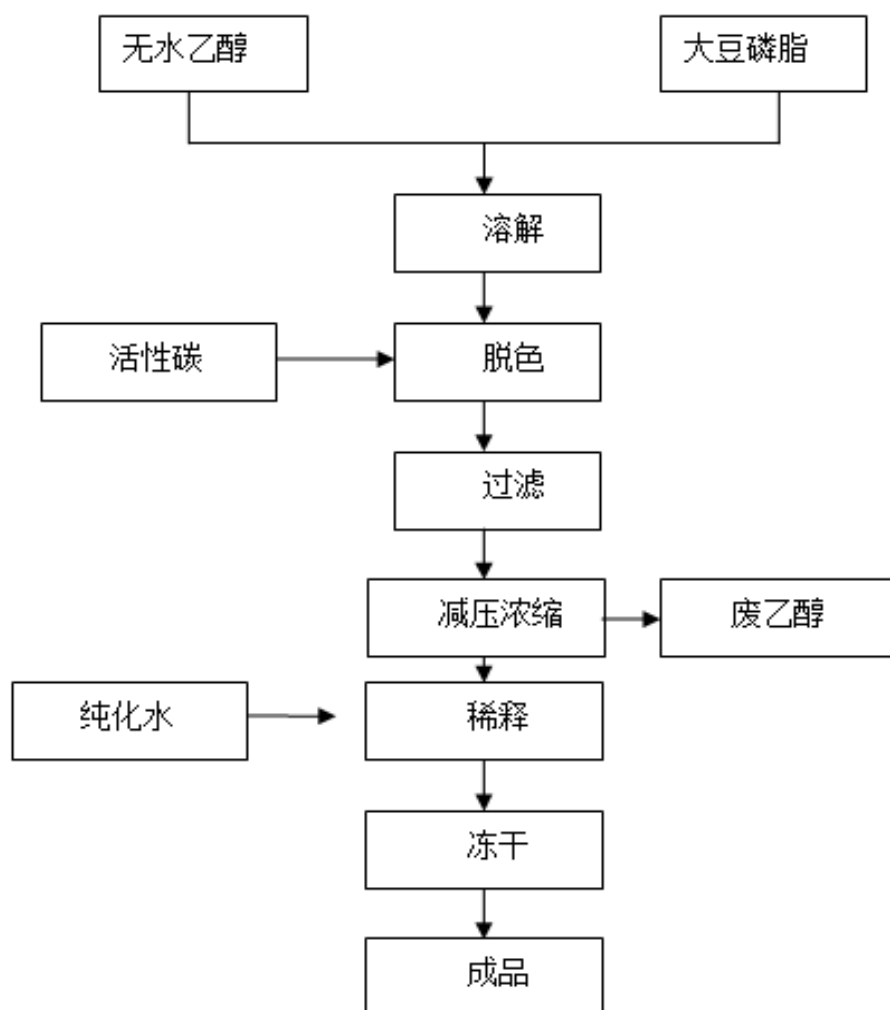 无水乙醇
大豆磷脂
溶解
活性碳
脱色
过滤
减压浓缩
废乙醇
纯化水
稀释
冻干
成品